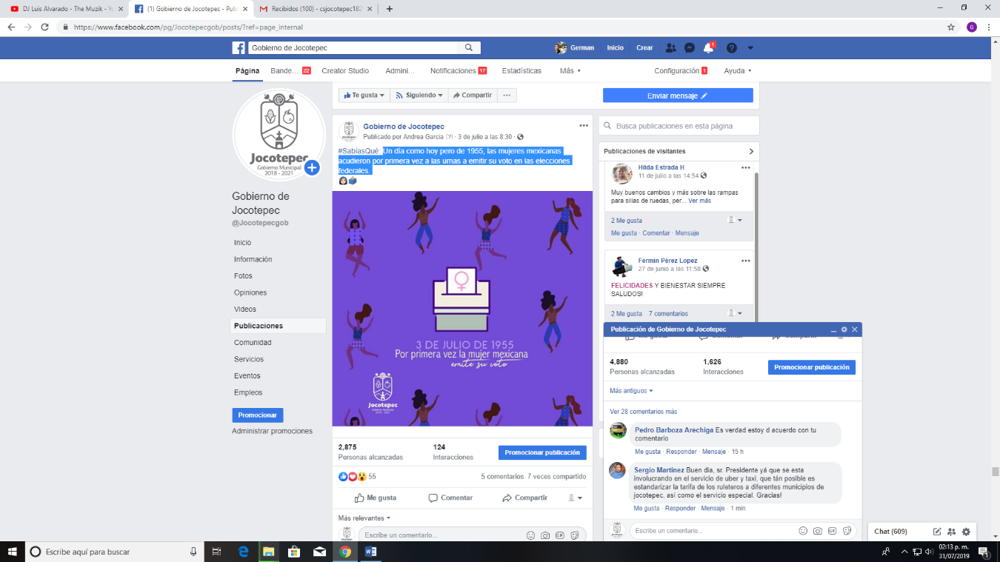 DJ Luis Alvarado - The Muzik - Yo
(1) Gobierno de Jocotepec - Publ
Recibidos (100) - csjocotepec182
https://www.facebook.com/pg/Jocotepecgob/posts/?ref=page_internal
G
Gobierno de Jocotepec
German Inicio Crear 1
Página Bande... 22 Creator Studio Admini... Notificaciones 17 Estadísticas Más Configuración 1 Ayuda
Te gusta Siguiendo Compartir ...
Enviar mensaje
Jocotepec
Gobierno Municipal
2018 - 2021
Gobierno de
Jocotepec
@Jocotepecgob
Inicio
Información
Fotos
Opiniones
Videos
Publicaciones
Comunidad
Servicios
Eventos
Empleos
Promocionar
Administrar promociones
Gobierno de Jocotepec
Publicado por Andrea Garcia [?] · 3 de julio a las 8:30 ·
#SabíasQué: Un día como hoy pero de 1955, las mujeres mexicanas
acudieron por primera vez a las urnas a emitir su voto en las elecciones
federales.
3 DE JULIO DE 1955
Por primera vez la mujer mexicana
emite su voto
Jocotepec
2,875 124
Personas alcanzadas Interacciones
Promocionar publicación
55 5 comentarios 7 veces compartido
Me gusta Comentar Compartir
Más relevantes
Escribe un comentario...
Busca publicaciones en esta página
Publicaciones de visitantes
Hilda Estrada H
11 de julio a las 14:54
Muy buenos cambios y más sobre las rampas
para sillas de ruedas, per... Ver más
2 Me gusta
Me gusta · Comentar · Mensaje
Fermin Pérez Lopez
27 de junio a las 11:58
FELICIDADES Y BIENESTAR SIEMPRE
SALUDOS!
2 Me gusta 7 comentarios
Publicación de Gobierno de Jocotepec
Me gusta Comentar Compartir
4,880 1,626
Personas alcanzadas Interacciones
Promocionar publicación
Más antiguos
Ver 28 comentarios más
Pedro Barboza Arechiga Es verdad estoy d acuerdo con tu
comentario
Me gusta · Responder · Mensaje · 15 h
Sergio Martinez Buen dia, sr. Presidente yá que se esta
involucrando en el servicio de uber y taxi, que tán posible es
estandarizar la tarifa de los ruleteros a diferentes municipios de
jocotepec, así como el servicio especial. Gracias!
Me gusta · Responder · Mensaje · 1 min
Escribe un comentario...
Chat (609)
Escribe aquí para buscar
02:13 p. m.
31/07/2019
1